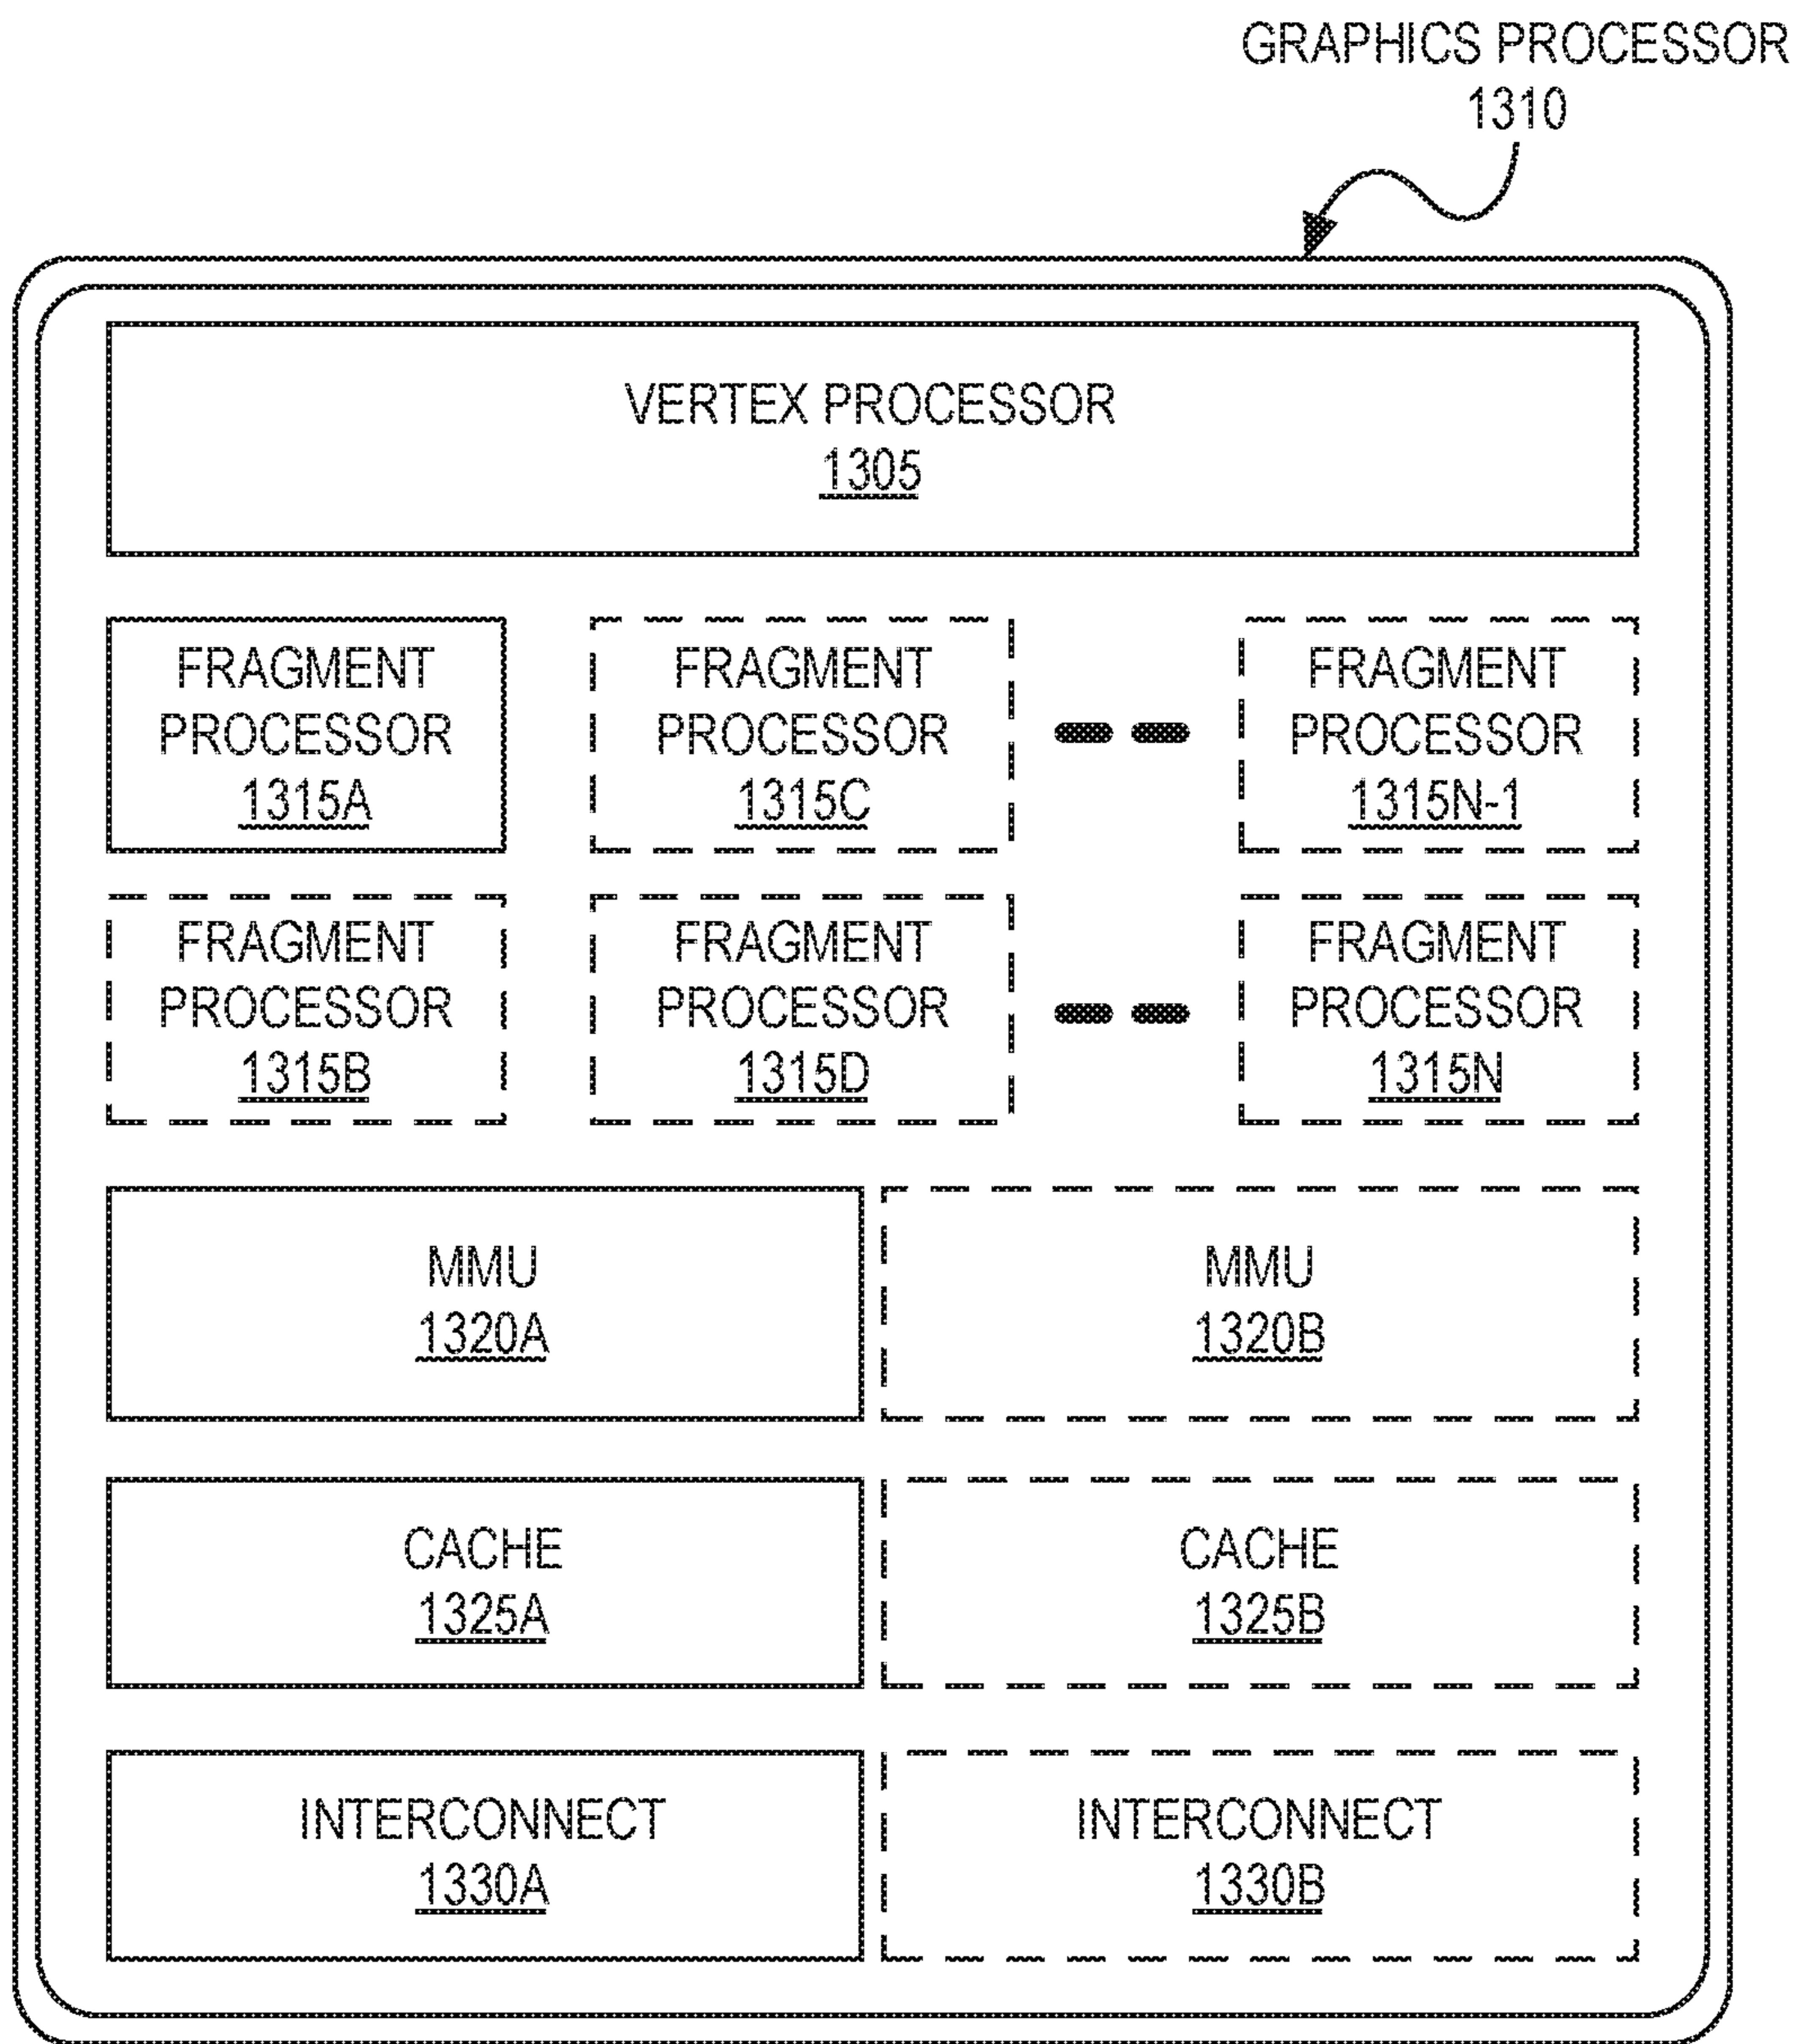 GRAPHICS PROCESSOR
1310
VERTEX PROCESSOR
1305
FRAGMENT
PROCESSOR
1315A
FRAGMENT
PROCESSOR
1315C
FRAGMENT
PROCESSOR
1315N-1
FRAGMENT
PROCESSOR
1315B
FRAGMENT
PROCESSOR
1315D
FRAGMENT
PROCESSOR
1315N
MMU
1320A
MMU
1320B
CACHE
1325A
CACHE
1325B
INTERCONNECT
1330A
INTERCONNECT
1330B